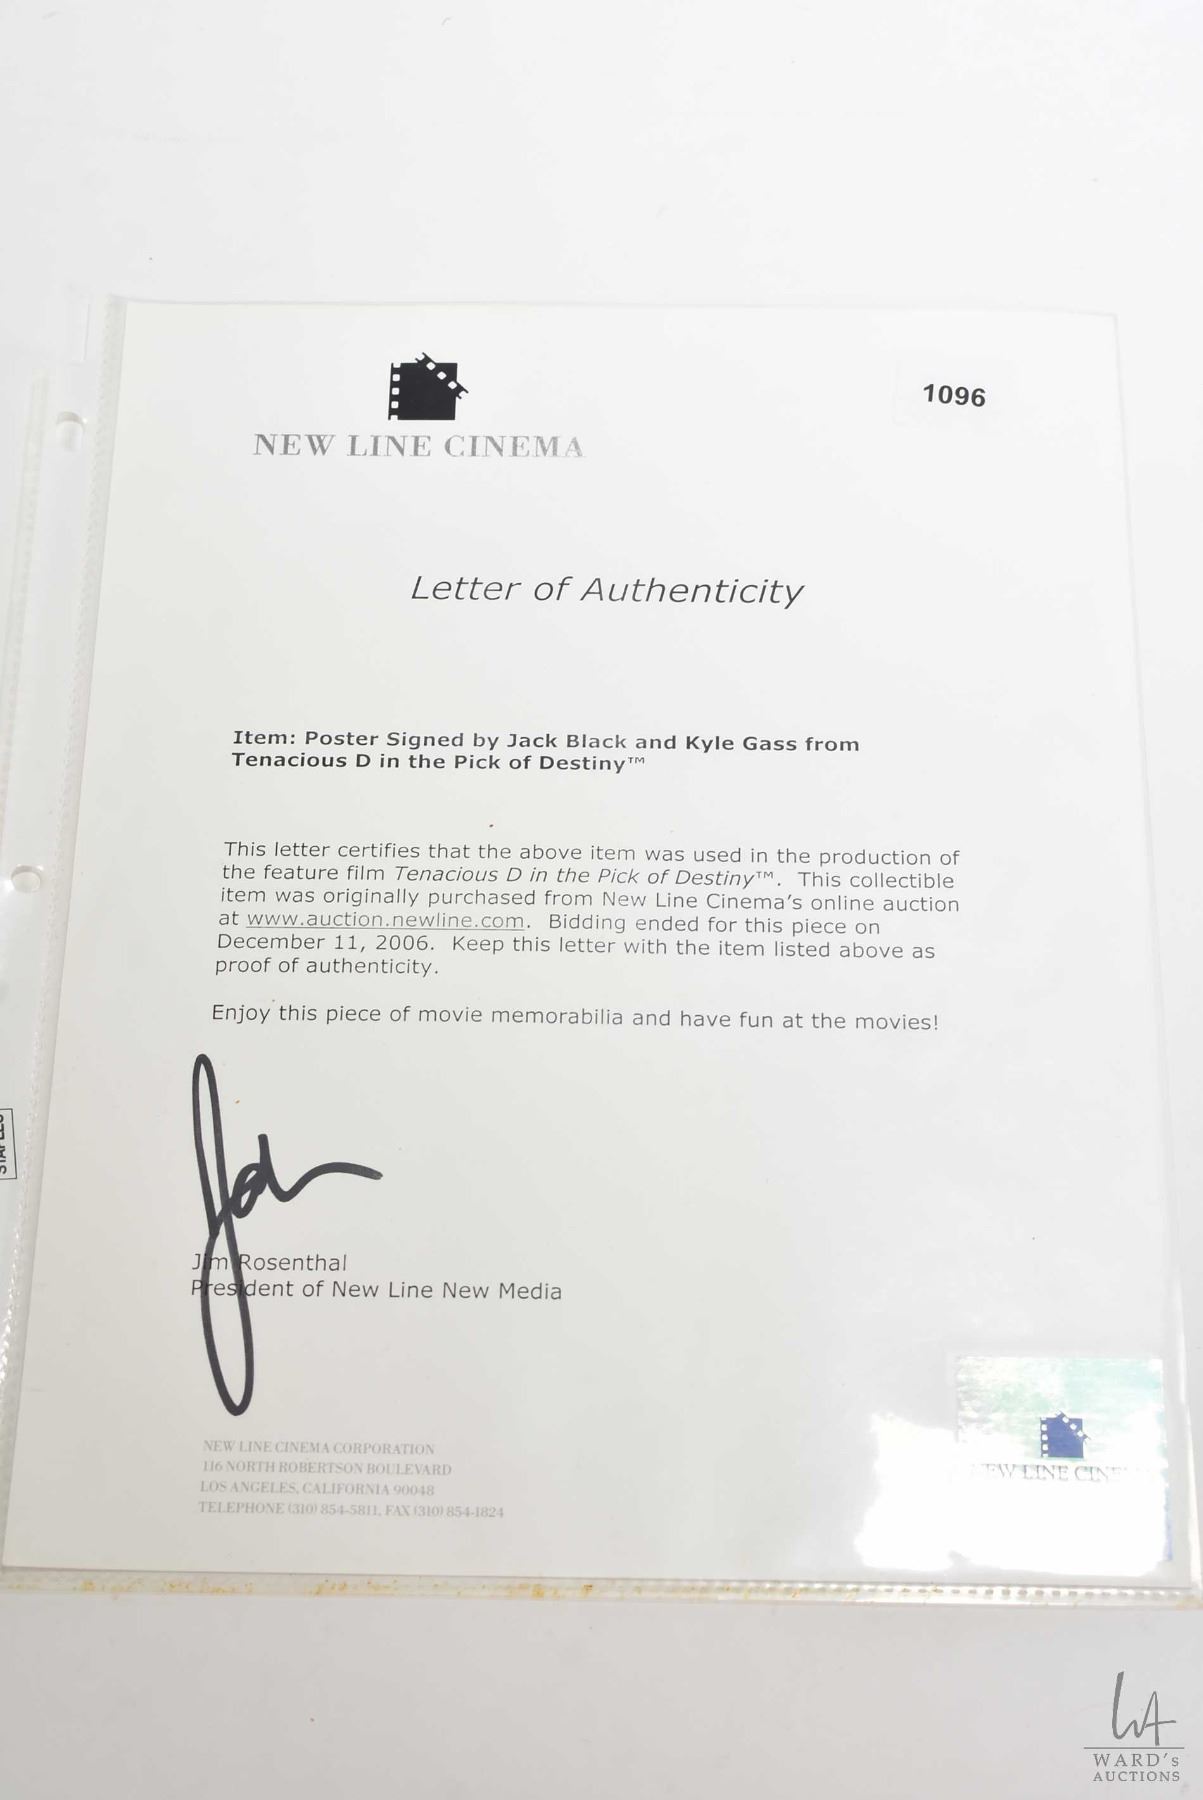 NEW LINE CINEMA
1096
Letter of Authenticity
Item: Poster Signed by Jack Black and Kyle Gass from
Tenacious D in the Pick of Destiny™
This letter certifies that the above item was used in the production of
the feature film Tenacious D in the Pick of Destiny™. This collectible
item was originally purchased from New Line Cinema's online auction
at www.auction.newline.com. Bidding ended for this piece on
December 11, 2006. Keep this letter with the item listed above as
proof of authenticity.
Enjoy this piece of movie memorabilia and have fun at the movies!
Jim Rosenthal
President of New Line New Media
NEW LINE CINEMA CORPORATION
116 NORTH ROBERTSON BOULEVARD
LOS ANGELES, CALIFORNIA 90048
TELEPHONE (310) 854-5811, FAX (310) 854-1824
NEW LINE CINE
WA
WARD's
AUCTIONS